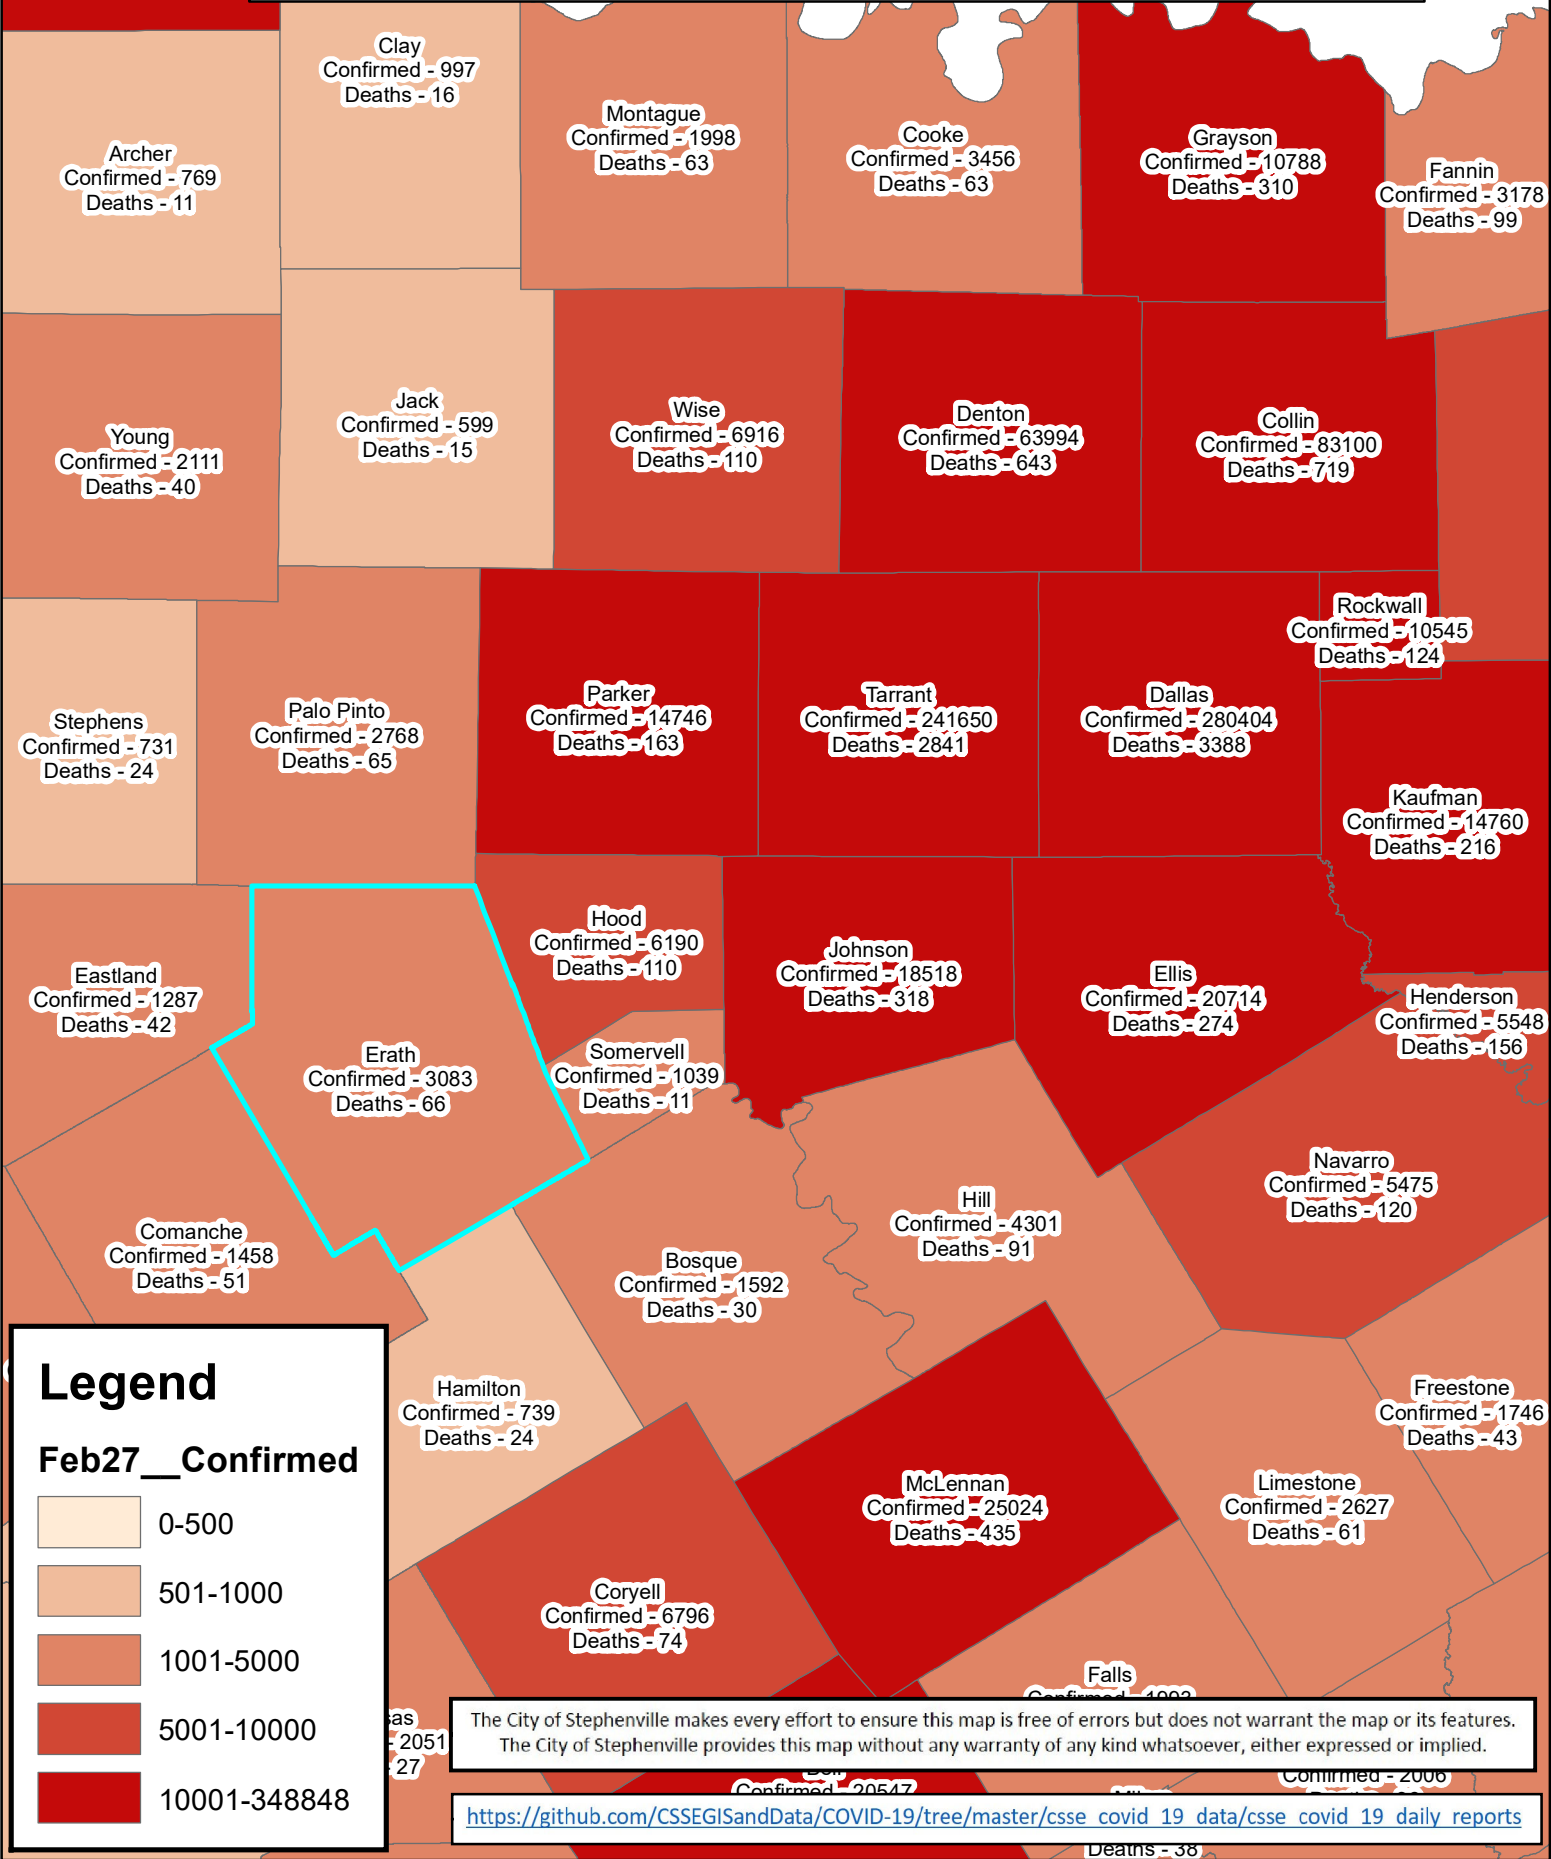 Clay
Confirmed - 997
Deaths - 16
Montague
Confirmed - 1998
Deaths - 63
Cooke
Confirmed - 3456
Deaths - 63
Grayson
Confirmed - 10788
Deaths - 310
Archer
Confirmed - 769
Deaths - 11
Fannin
Confirmed - 3178
Deaths - 99
Young
Confirmed - 2111
Deaths - 40
Jack
Confirmed - 599
Deaths - 15
Wise
Confirmed - 6916
Deaths - 110
Denton
Confirmed - 63994
Deaths - 643
Collin
Confirmed - 83100
Deaths - 719
Rockwall
Confirmed - 10545
Deaths - 124
Stephens
Confirmed - 731
Deaths - 24
Palo Pinto
Confirmed - 2768
Deaths - 65
Parker
Confirmed - 14746
Deaths - 163
Tarrant
Confirmed - 241650
Deaths - 2841
Dallas
Confirmed - 280404
Deaths - 3388
Kaufman
Confirmed - 14760
Deaths - 216
Eastland
Confirmed - 1287
Deaths - 42
Hood
Confirmed - 6190
Deaths - 110
Johnson
Confirmed - 18518
Deaths - 318
Ellis
Confirmed - 20714
Deaths - 274
Henderson
Confirmed - 5548
Deaths - 156
Erath
Confirmed - 3083
Deaths - 66
Somervell
Confirmed - 1039
Deaths - 11
Navarro
Confirmed - 5475
Deaths - 120
Comanche
Confirmed - 1458
Deaths - 51
Bosque
Confirmed - 1592
Deaths - 30
Hill
Confirmed - 4301
Deaths - 91
Hamilton
Confirmed - 739
Deaths - 24
Freestone
Confirmed - 1746
Deaths - 43
McLennan
Confirmed - 25024
Deaths - 435
Limestone
Confirmed - 2627
Deaths - 61
Coryell
Confirmed - 6796
Deaths - 74
Falls
sas
- 2051
- 27
Confirmed - 20547
Confirmed - 2006
Deaths - 38
Legend
Feb27__Confirmed
0-500
501-1000
1001-5000
5001-10000
10001-348848
The City of Stephenville makes every effort to ensure this map is free of errors but does not warrant the map or its features.
The City of Stephenville provides this map without any warranty of any kind whatsoever, either expressed or implied.
https://github.com/CSSEGISandData/COVID-19/tree/master/csse_covid_19_data/csse_covid_19_daily_reports